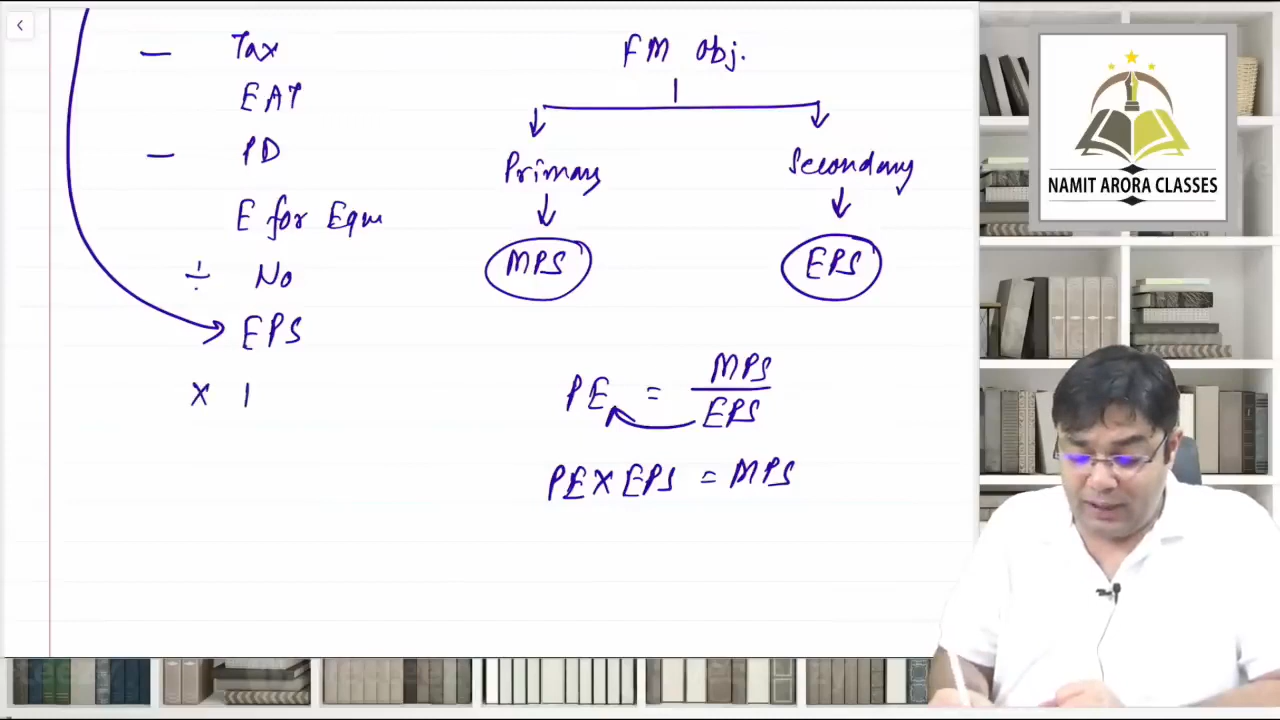 — Tax
EAT
— PD
E for Equ
÷ No
EPS
×
FM Obj.
Primary
Secondary
MPS
EPS
PE = MPS
EPS
PE × EPS = MPS
NAMIT ARORA CLASSES